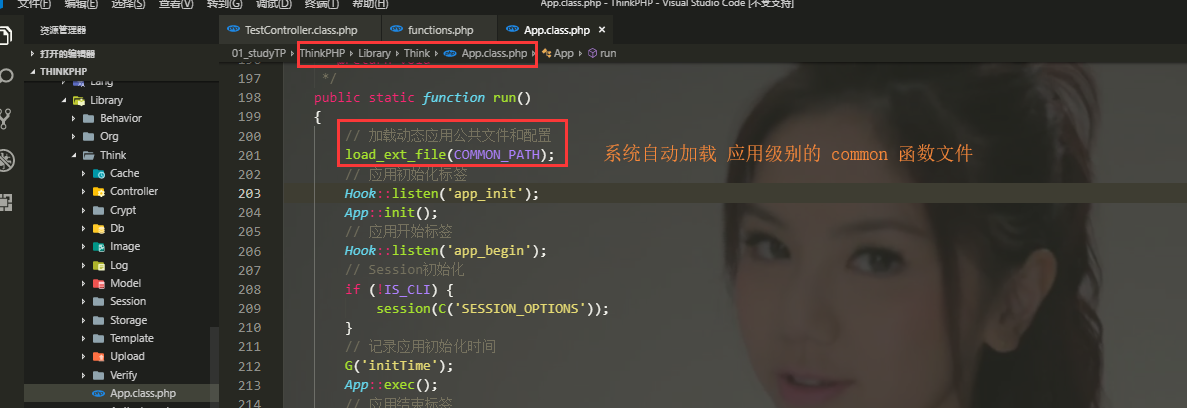 文件(F) 编辑(E) 选择(S) 查看(V) 转到(G) 调试(D) 终端(T) 帮助(H) App.class.php - ThinkPHP - Visual Studio Code [不受支持]
资源管理器 TestController.class.php functions.php App.class.php ×
打开的编辑器 01_studyTP › ThinkPHP › Library › Think › App.class.php › App › run
THINKPHP
Lang
Library
Behavior
Org
Think
Cache
Controller
Crypt
Db
Image
Log
Model
Session
Storage
Template
Upload
Verify
App.class.php
197 */
198 public static function run()
199 {
200 // 加载动态应用公共文件和配置
201 load_ext_file(COMMON_PATH);
系统自动加载 应用级别的 common 函数文件
202 // 应用初始化标签
203 Hook::listen('app_init');
204 App::init();
205 // 应用开始标签
206 Hook::listen('app_begin');
207 // Session初始化
208 if (!IS_CLI) {
209 session(C('SESSION_OPTIONS'));
210 }
211 // 记录应用初始化时间
212 G('initTime');
213 App::exec();
214 // 应用结束标签